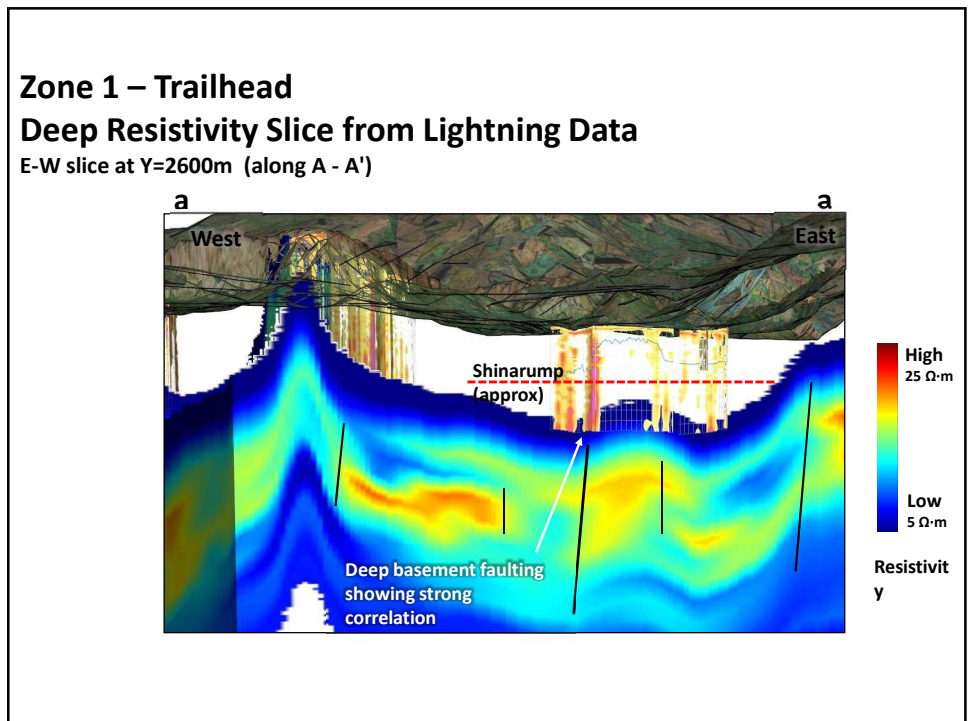 Zone 1 – Trailhead
Deep Resistivity Slice from Lightning Data
E-W slice at Y=2600m  (along A - A')
a
a
West
East
Shinarump
(approx)
High
25 Ω·m
Low
5 Ω·m
Resistivit
y
Deep basement faulting
showing strong
correlation